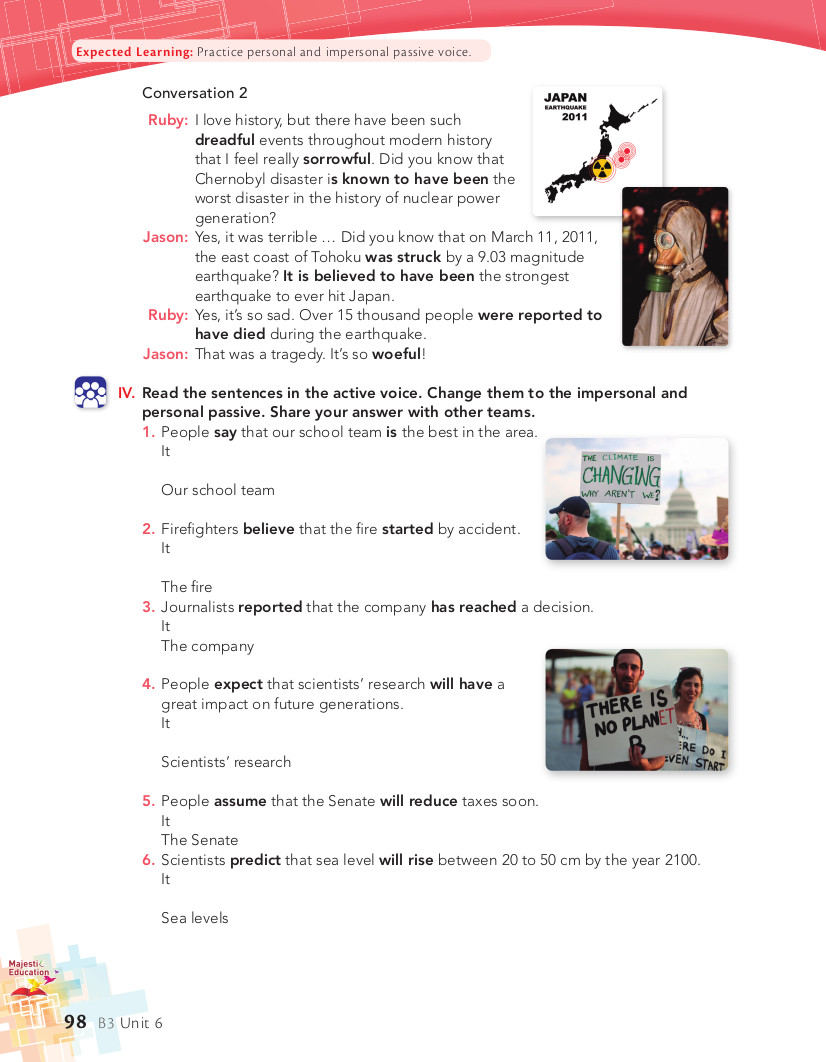 Expected Learning: Practice personal and impersonal passive voice.
Conversation 2
Ruby: I love history, but there have been such
dreadful events throughout modern history
that I feel really sorrowful. Did you know that
Chernobyl disaster is known to have been the
worst disaster in the history of nuclear power
generation?
Jason: Yes, it was terrible … Did you know that on March 11, 2011,
the east coast of Tohoku was struck by a 9.03 magnitude
earthquake? It is believed to have been the strongest
earthquake to ever hit Japan.
Ruby: Yes, it's so sad. Over 15 thousand people were reported to
have died during the earthquake.
Jason: That was a tragedy. It's so woeful!
JAPAN
EARTHQUAKE
2011
IV. Read the sentences in the active voice. Change them to the impersonal and
personal passive. Share your answer with other teams.
1. People say that our school team is the best in the area.
It
Our school team
2. Firefighters believe that the fire started by accident.
It
The fire
3. Journalists reported that the company has reached a decision.
It
The company
4. People expect that scientists' research will have a
great impact on future generations.
It
Scientists' research
5. People assume that the Senate will reduce taxes soon.
It
The Senate
6. Scientists predict that sea level will rise between 20 to 50 cm by the year 2100.
It
Sea levels
THE CLIMATE IS
CHANGING
WHY AREN'T WE?
THERE IS
NO PLANET
B
ERE DO I
EVEN START
Majestic
Education
98 B3 Unit 6